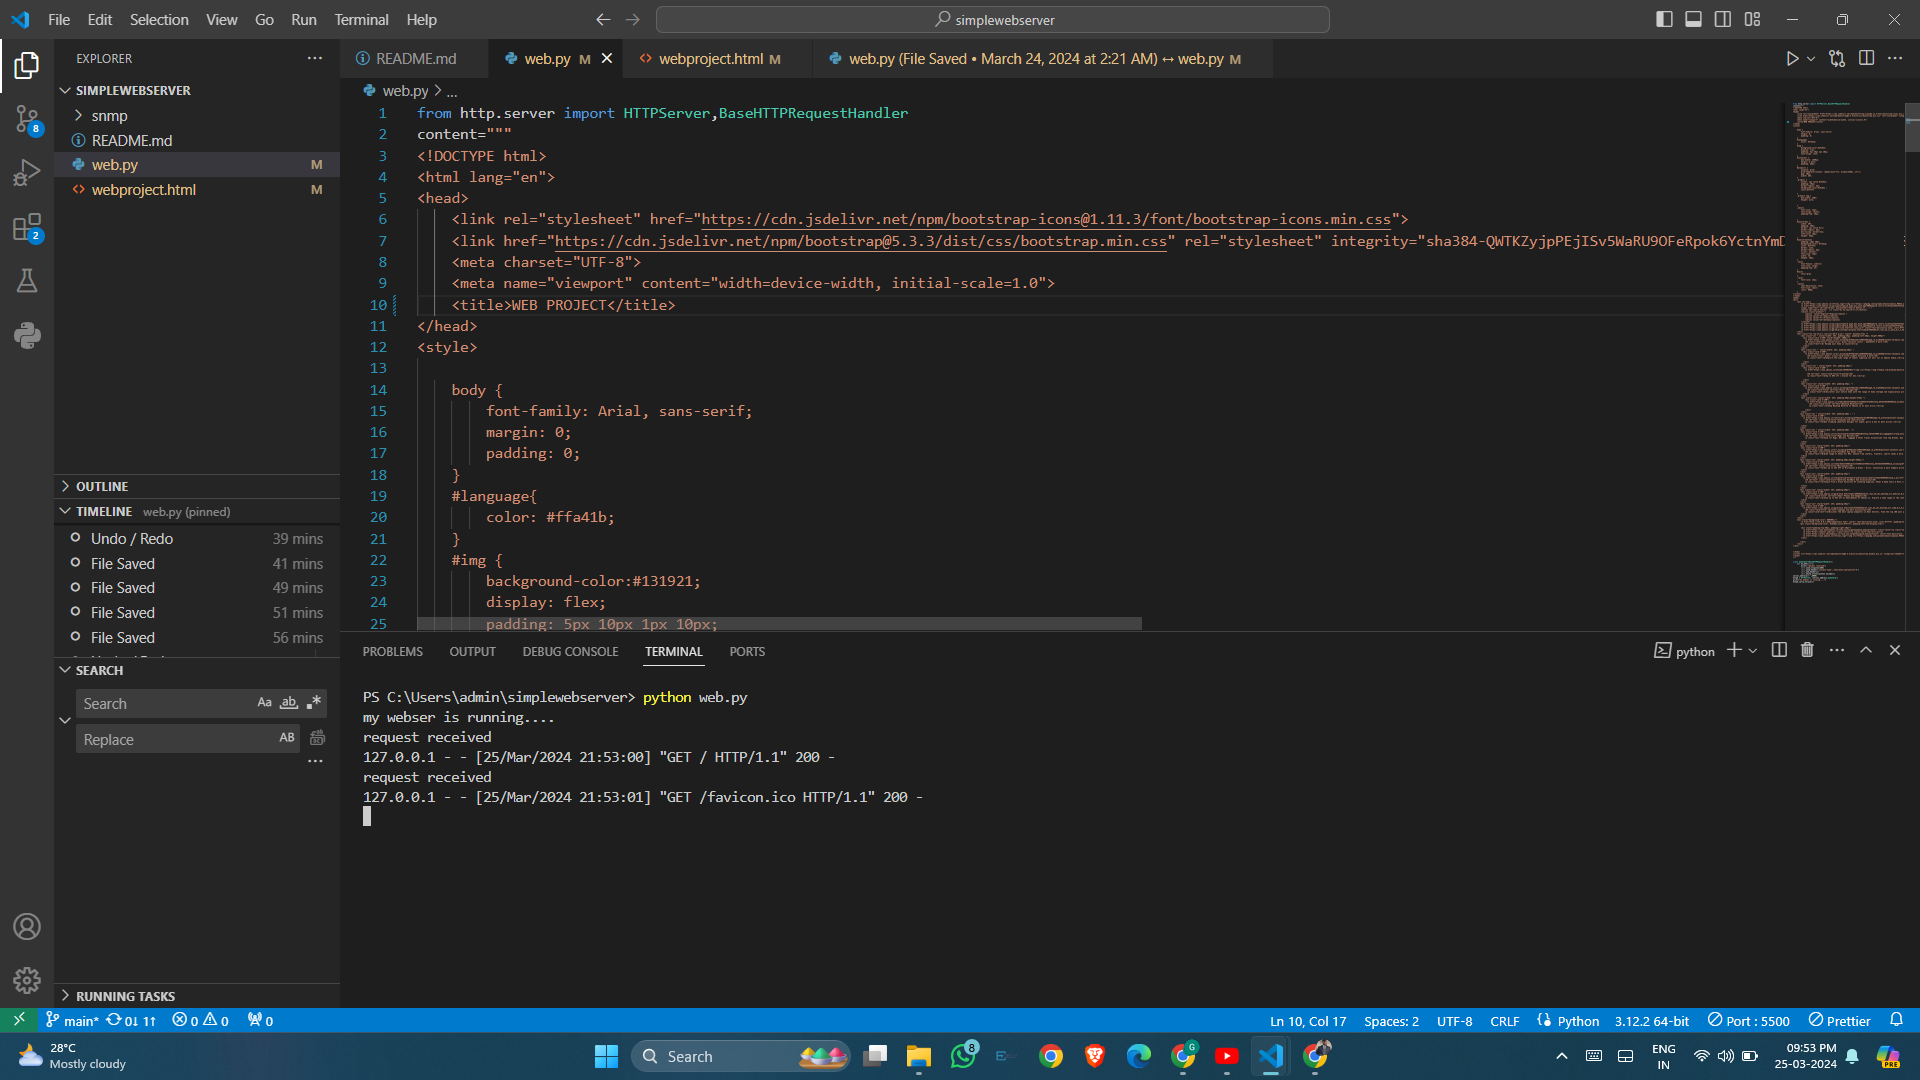 File Edit Selection View Go Run Terminal Help
simplewebserver
EXPLORER
README.md
web.py M
webproject.html M
web.py (File Saved • March 24, 2024 at 2:21 AM) ↔ web.py M
SIMPLEWEBSERVER
snmp
README.md
web.py M
webproject.html M
web.py > ...
1 from http.server import HTTPServer,BaseHTTPRequestHandler
2 content="""
3 <!DOCTYPE html>
4 <html lang="en">
5 <head>
6 <link rel="stylesheet" href="https://cdn.jsdelivr.net/npm/bootstrap-icons@1.11.3/font/bootstrap-icons.min.css">
7 <link href="https://cdn.jsdelivr.net/npm/bootstrap@5.3.3/dist/css/bootstrap.min.css" rel="stylesheet" integrity="sha384-QWTKZyjpPEjISv5WaRU9OFeRpok6YctnYmD
8 <meta charset="UTF-8">
9 <meta name="viewport" content="width=device-width, initial-scale=1.0">
10 <title>WEB PROJECT</title>
11 </head>
12 <style>
13
14 body {
15 font-family: Arial, sans-serif;
16 margin: 0;
17 padding: 0;
18 }
19 #language{
20 color: #ffa41b;
21 }
22 #img {
23 background-color:#131921;
24 display: flex;
25 padding: 5px 10px 1px 10px;
OUTLINE
TIMELINE web.py (pinned)
Undo / Redo 39 mins
File Saved 41 mins
File Saved 49 mins
File Saved 51 mins
File Saved 56 mins
SEARCH
Search Aa ab
Replace AB
RUNNING TASKS
PROBLEMS OUTPUT DEBUG CONSOLE TERMINAL PORTS
python
PS C:\Users\admin\simplewebserver> python web.py
my webser is running....
request received
127.0.0.1 - - [25/Mar/2024 21:53:00] "GET / HTTP/1.1" 200 -
request received
127.0.0.1 - - [25/Mar/2024 21:53:01] "GET /favicon.ico HTTP/1.1" 200 -
8
2
main* 0↓ 1↑ 0 0 0
Ln 10, Col 17 Spaces: 2 UTF-8 CRLF Python 3.12.2 64-bit Port : 5500 Prettier
28°C
Mostly cloudy
Search
8
G
ENG
IN
09:53 PM
25-03-2024
PRE